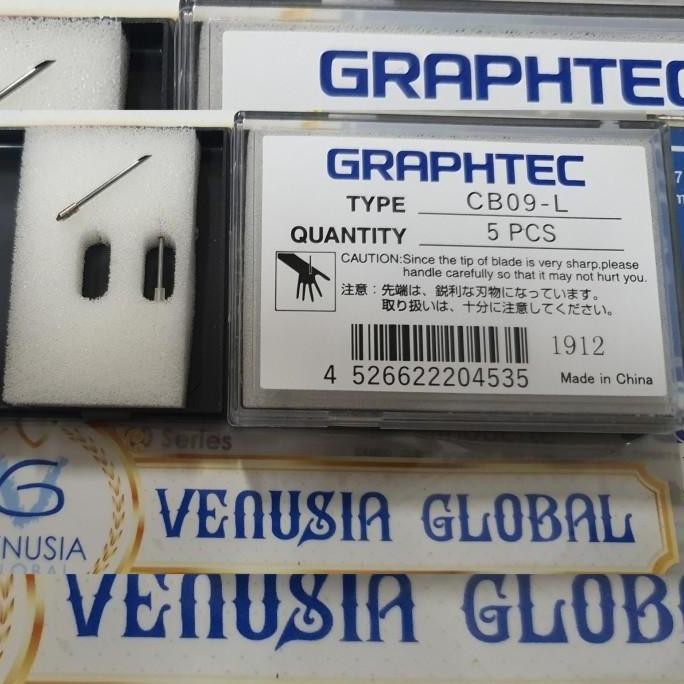 GRAPHTEC
GRAPHTEC
TYPE CB09-L
QUANTITY 5 PCS
CAUTION:Since the tip of blade is very sharp,please
handle carefully so that it may not hurt you.
注意：先端は、鋭利な刃物になっています。
取り扱いは、十分に注意してください。
1912
4 526622204535
Made in China
Series
G
VENUSIA GLOBAL
ENUSIA
GLOBAL
VENUSIA GLOB